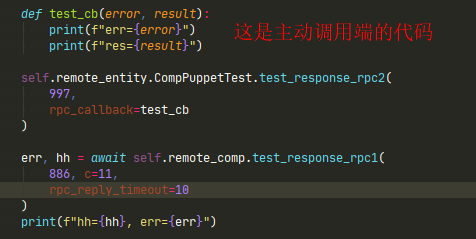 def test_cb(error, result):
    print(f"err={error}")
    print(f"res={result}")
这是主动调用端的代码
self.remote_entity.CompPuppetTest.test_response_rpc2(
    997,
    rpc_callback=test_cb
)
err, hh = await self.remote_comp.test_response_rpc1(
    886, c=11,
    rpc_reply_timeout=10
)
print(f"hh={hh}, err={err}")